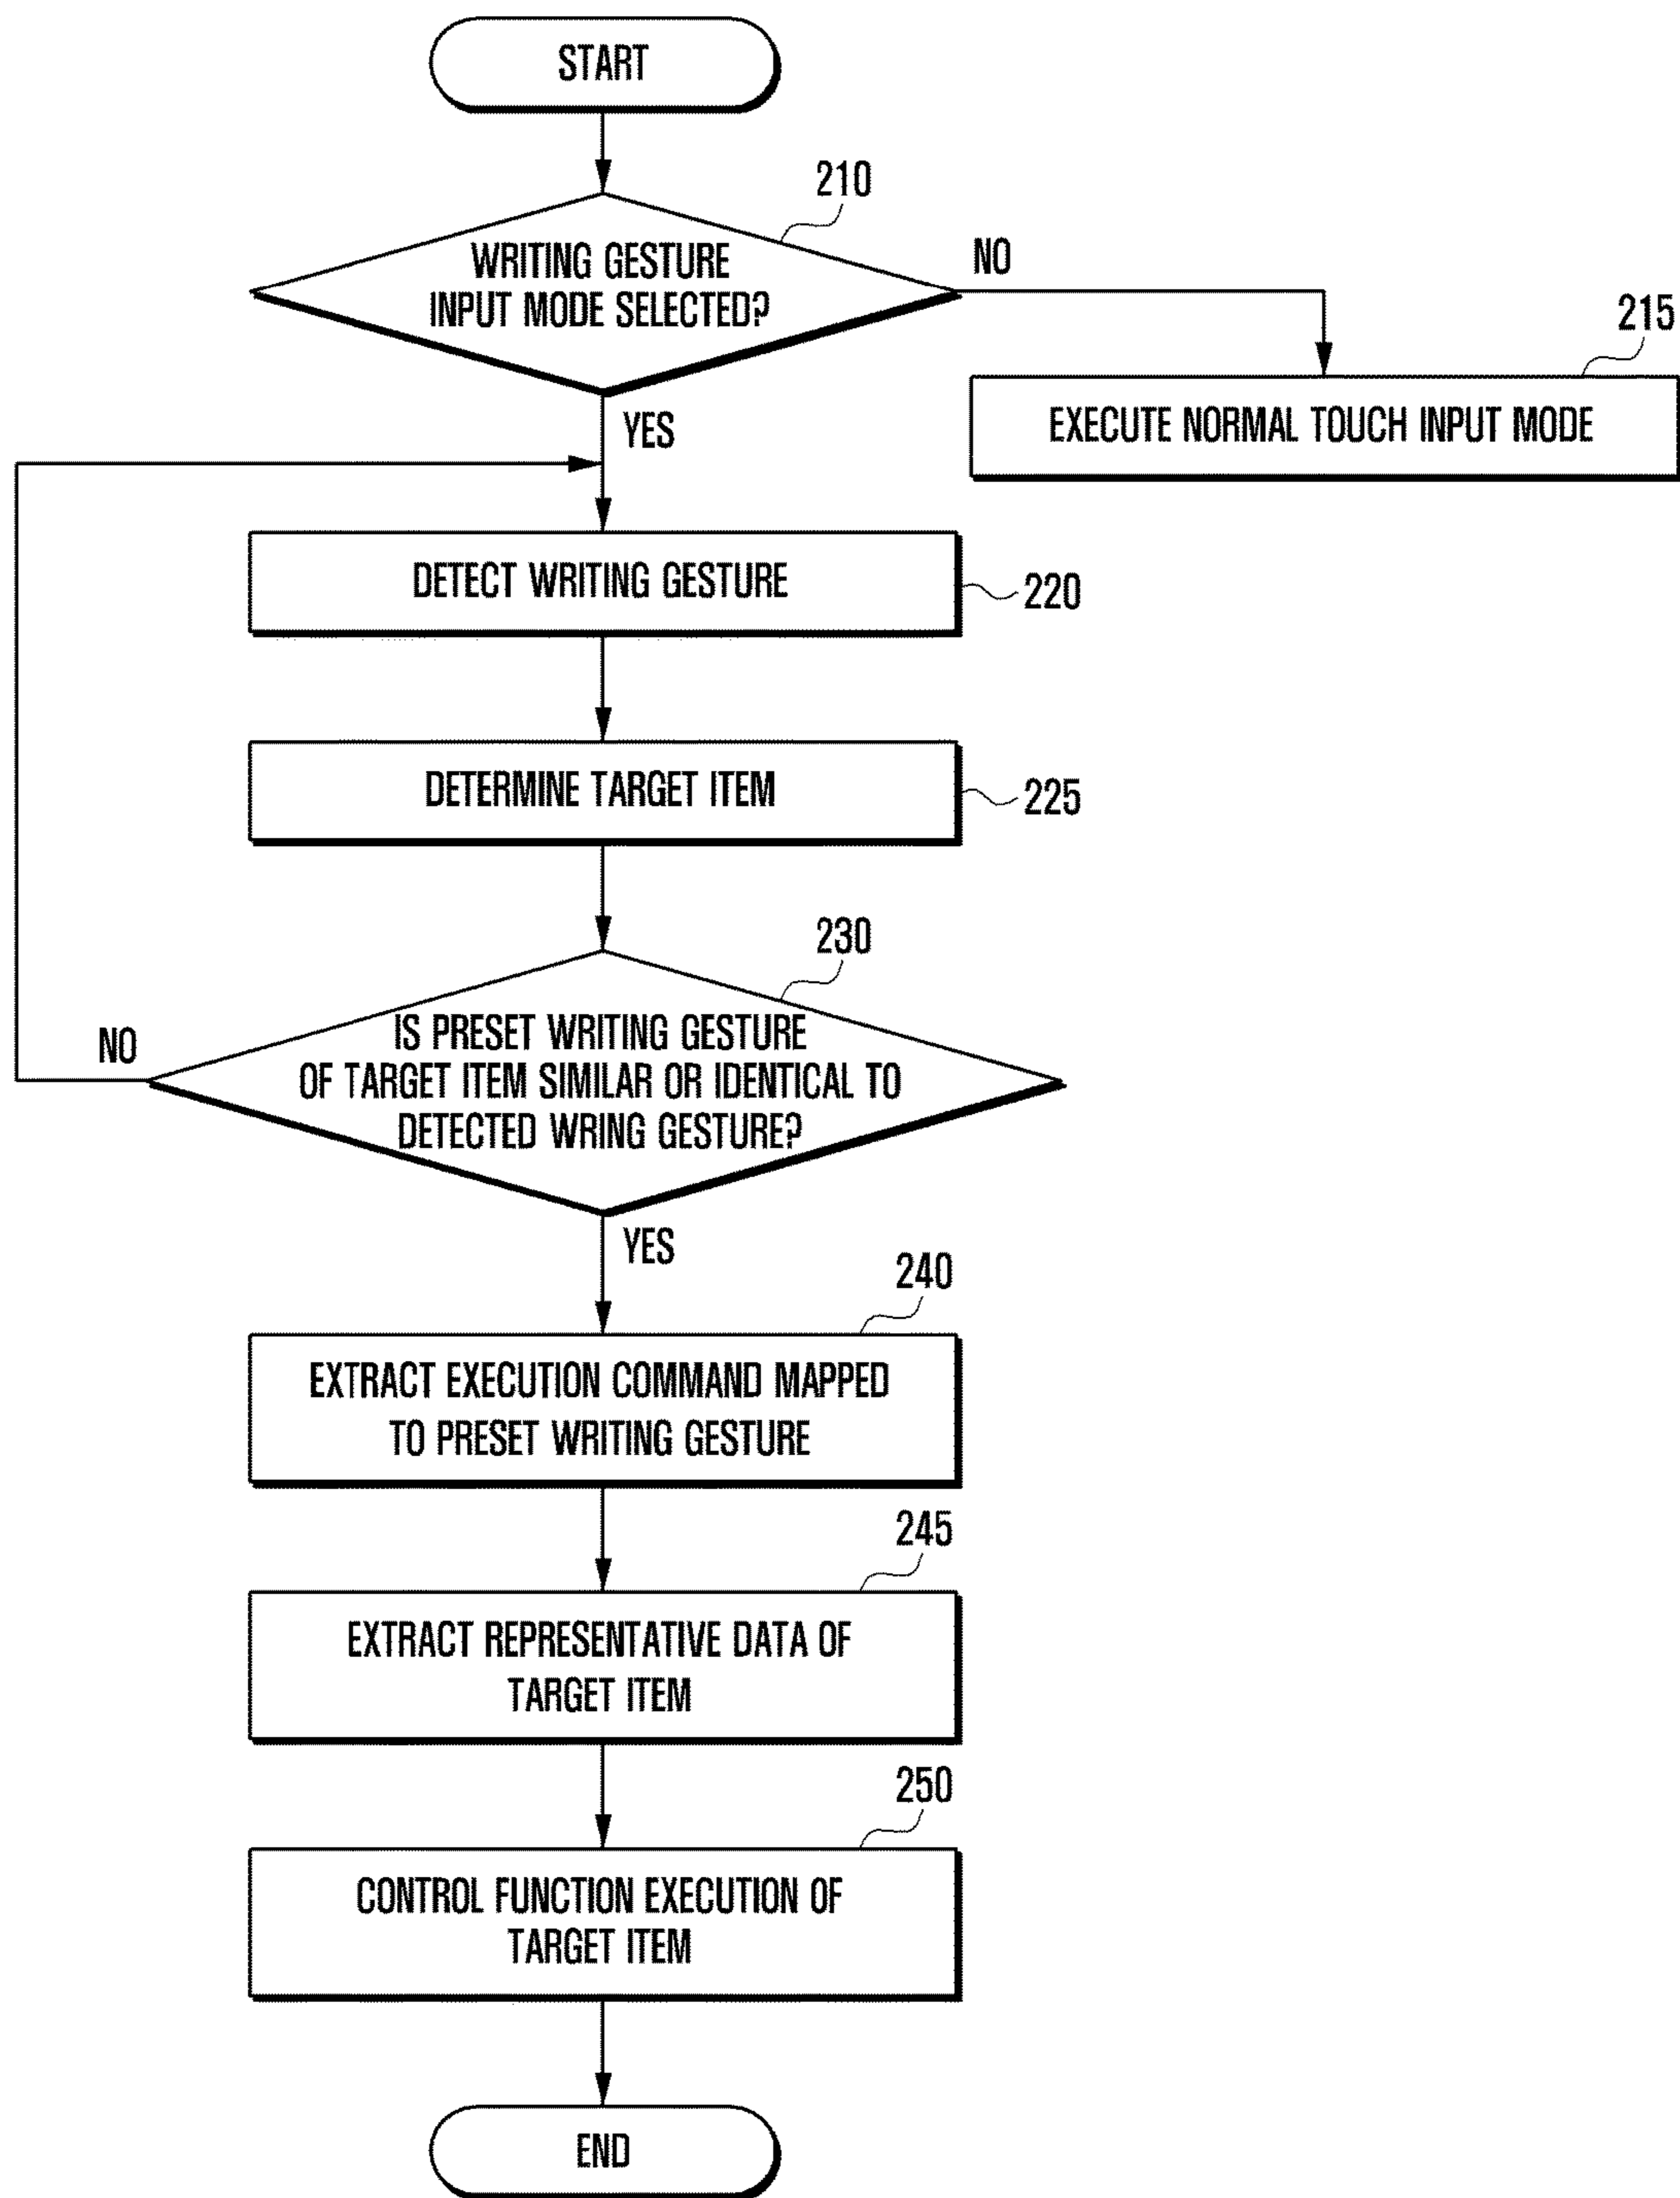 START
210
WRITING GESTURE
INPUT MODE SELECTED?
NO
215
EXECUTE NORMAL TOUCH INPUT MODE
YES
DETECT WRITING GESTURE
220
DETERMINE TARGET ITEM
225
230
IS PRESET WRITING GESTURE
OF TARGET ITEM SIMILAR OR IDENTICAL TO
DETECTED WRING GESTURE?
NO
YES
240
EXTRACT EXECUTION COMMAND MAPPED
TO PRESET WRITING GESTURE
245
EXTRACT REPRESENTATIVE DATA OF
TARGET ITEM
250
CONTROL FUNCTION EXECUTION OF
TARGET ITEM
END